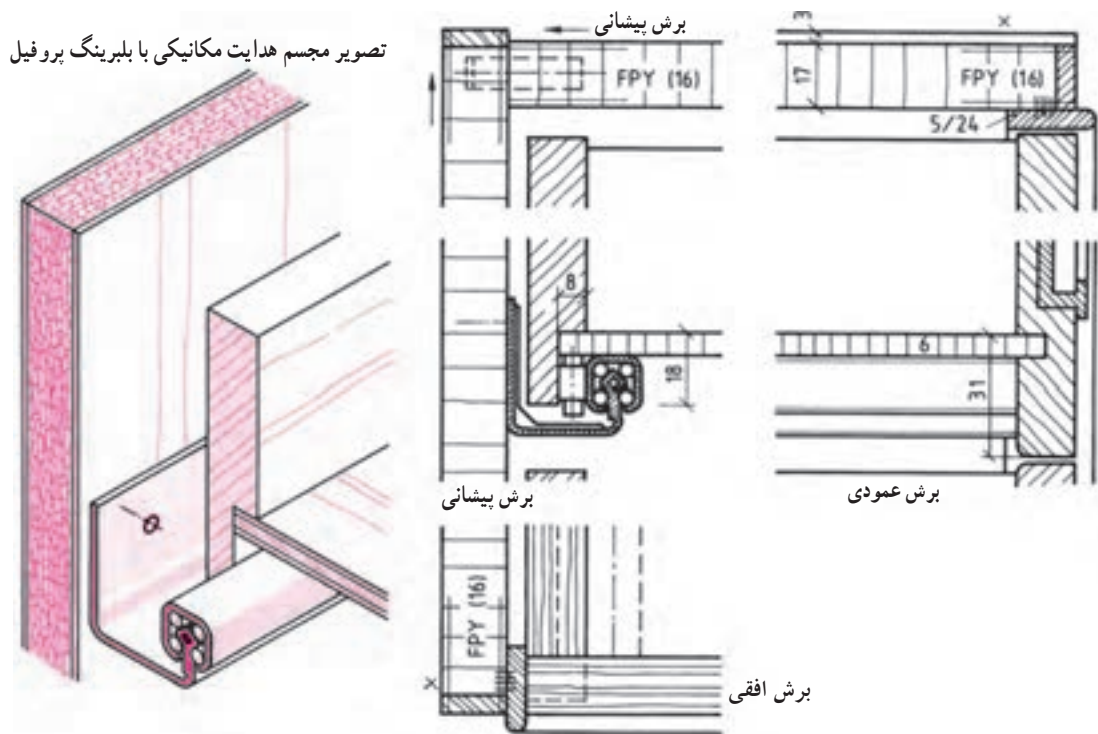 تصویر مجسم هدایت مکانیکی با بلبرینگ پروفیل
برش پیشانی
FPY (16)
3
×
17
FPY (16)
5/24
8
18
6
31
برش پیشانی
برش عمودی
FPY (16)
×
برش افقی